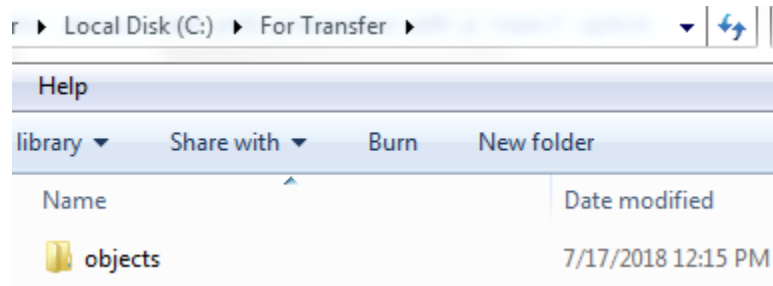 r ▸ Local Disk (C:) ▸ For Transfer ▸
Help
library ▾ Share with ▾ Burn New folder
Name Date modified
objects 7/17/2018 12:15 PM